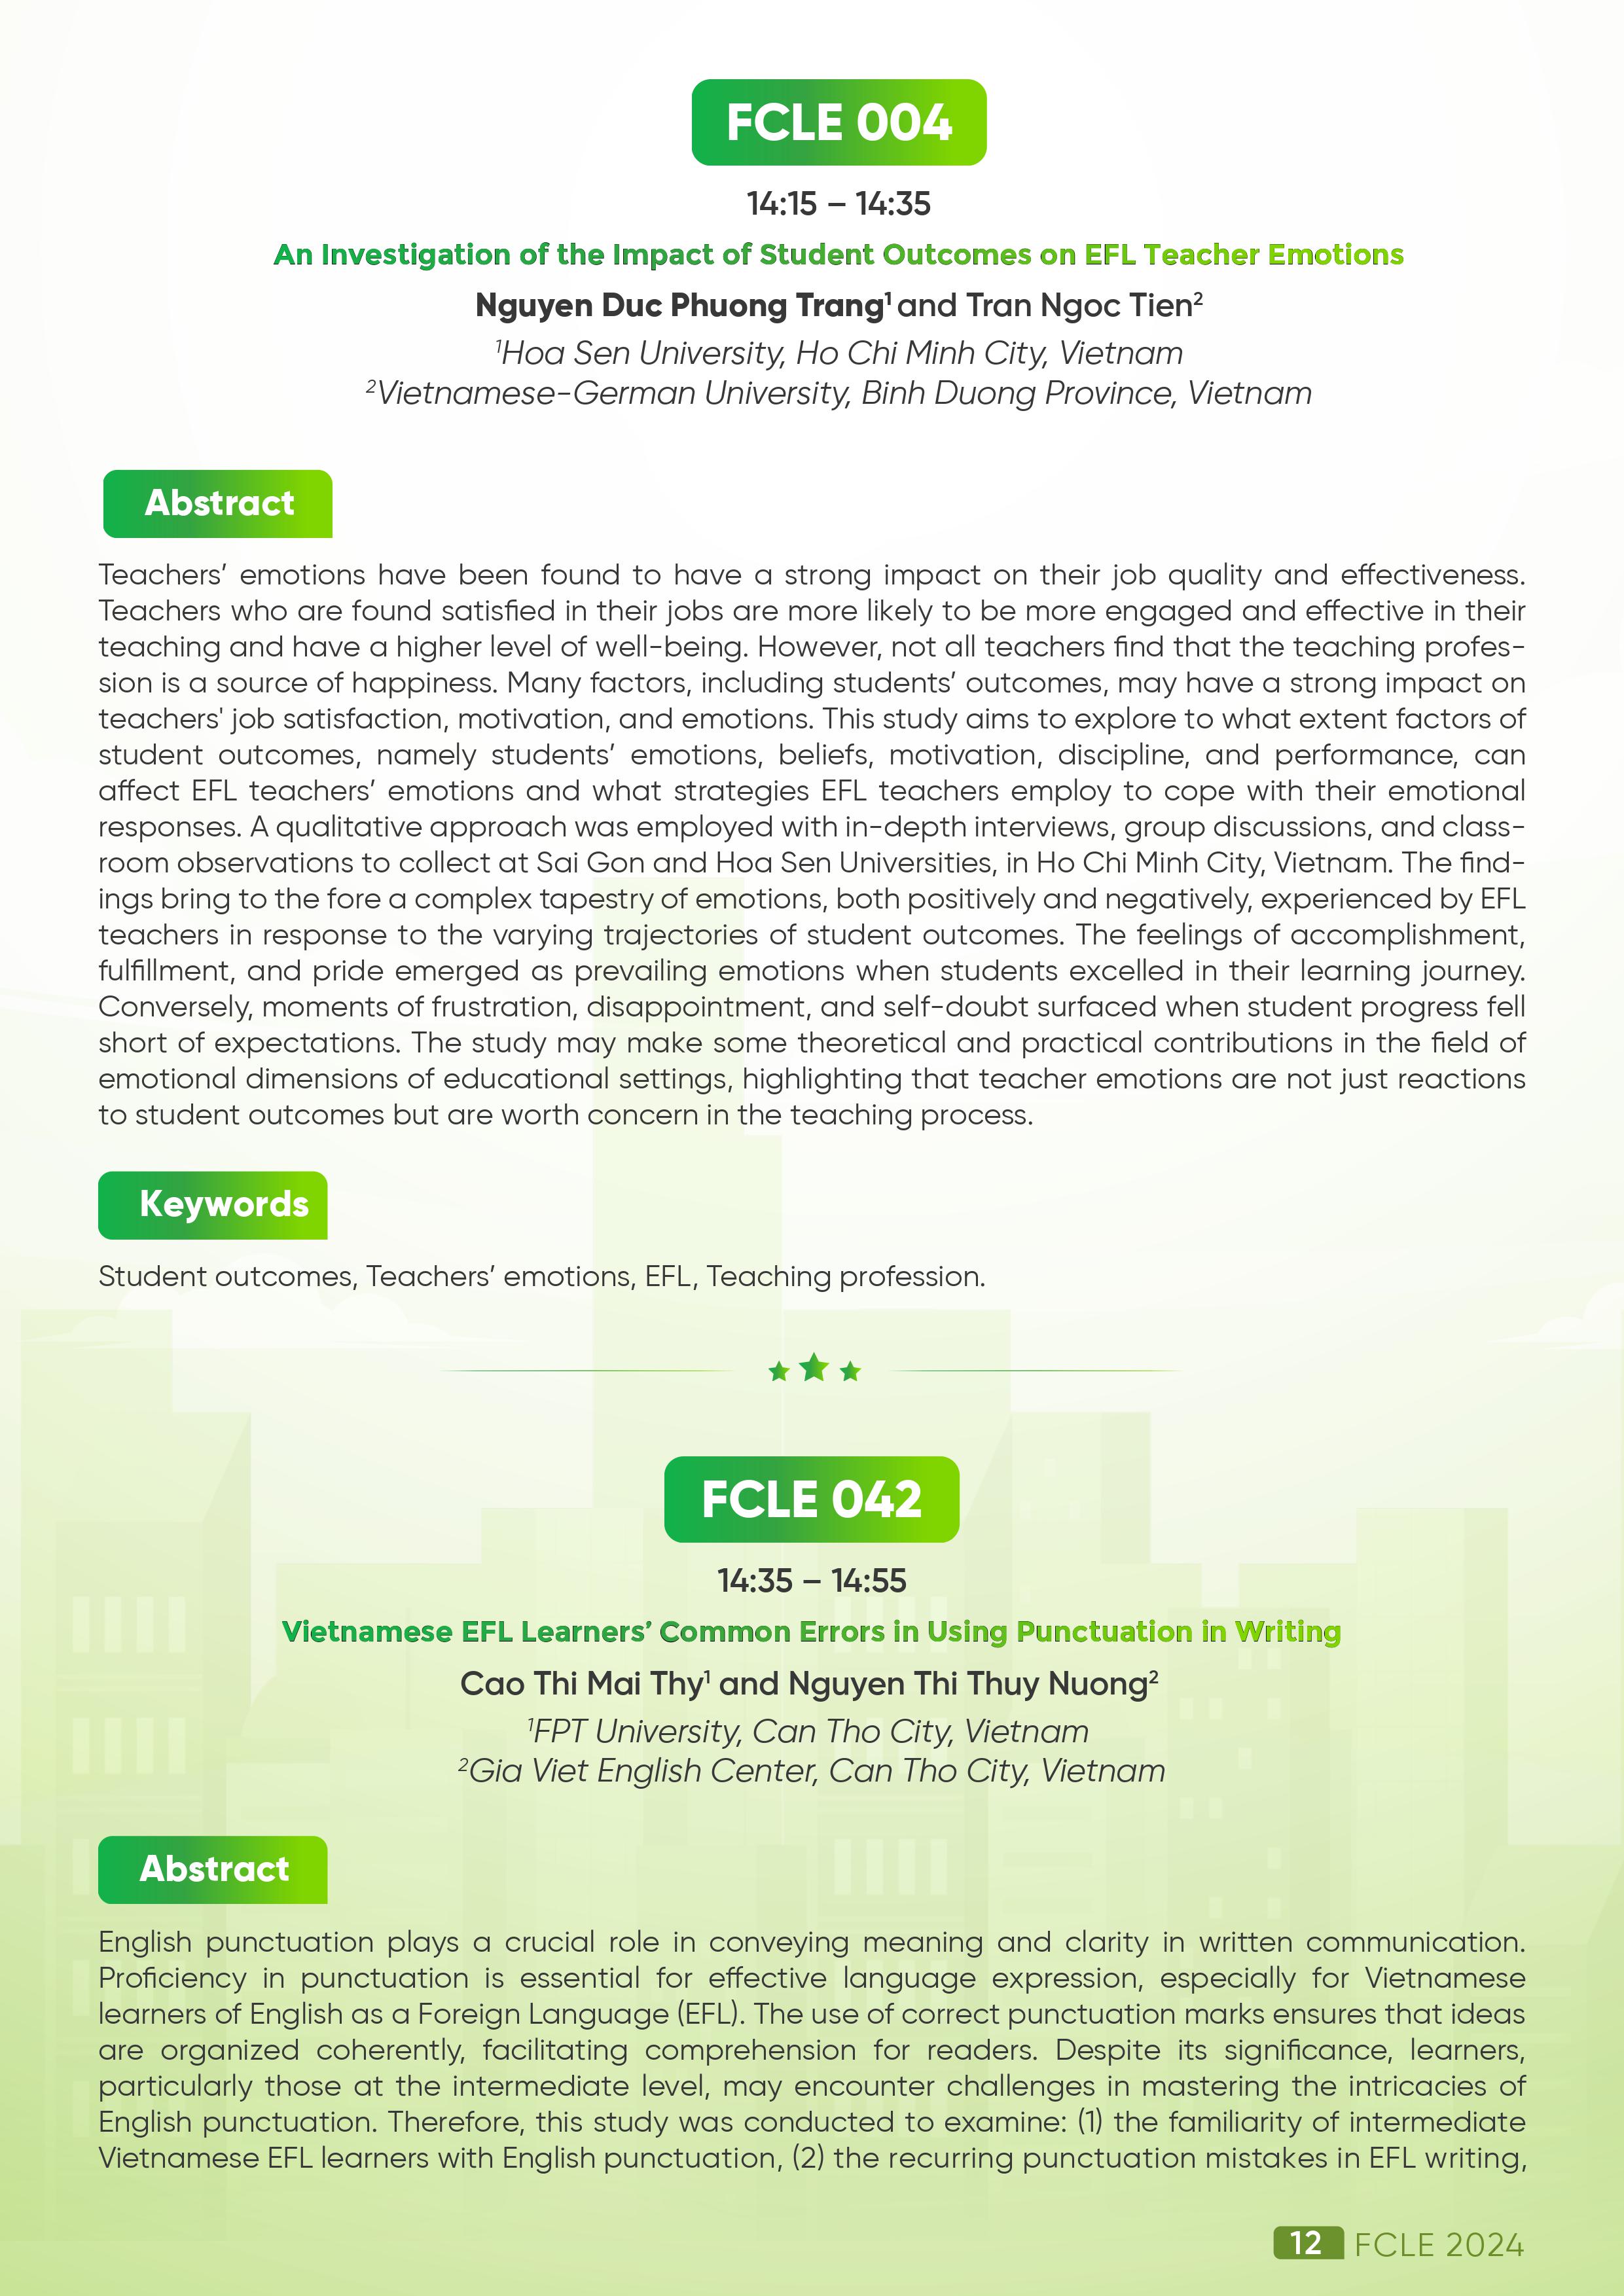 FCLE 004
14:15 – 14:35
An Investigation of the Impact of Student Outcomes on EFL Teacher Emotions
Nguyen Duc Phuong Trang¹ and Tran Ngoc Tien²
¹Hoa Sen University, Ho Chi Minh City, Vietnam
²Vietnamese-German University, Binh Duong Province, Vietnam
Abstract
Teachers’ emotions have been found to have a strong impact on their job quality and effectiveness.
Teachers who are found satisfied in their jobs are more likely to be more engaged and effective in their
teaching and have a higher level of well-being. However, not all teachers find that the teaching profes-
sion is a source of happiness. Many factors, including students’ outcomes, may have a strong impact on
teachers' job satisfaction, motivation, and emotions. This study aims to explore to what extent factors of
student outcomes, namely students’ emotions, beliefs, motivation, discipline, and performance, can
affect EFL teachers’ emotions and what strategies EFL teachers employ to cope with their emotional
responses. A qualitative approach was employed with in-depth interviews, group discussions, and class-
room observations to collect at Sai Gon and Hoa Sen Universities, in Ho Chi Minh City, Vietnam. The find-
ings bring to the fore a complex tapestry of emotions, both positively and negatively, experienced by EFL
teachers in response to the varying trajectories of student outcomes. The feelings of accomplishment,
fulfillment, and pride emerged as prevailing emotions when students excelled in their learning journey.
Conversely, moments of frustration, disappointment, and self-doubt surfaced when student progress fell
short of expectations. The study may make some theoretical and practical contributions in the field of
emotional dimensions of educational settings, highlighting that teacher emotions are not just reactions
to student outcomes but are worth concern in the teaching process.
Keywords
Student outcomes, Teachers’ emotions, EFL, Teaching profession.
FCLE 042
14:35 – 14:55
Vietnamese EFL Learners’ Common Errors in Using Punctuation in Writing
Cao Thi Mai Thy¹ and Nguyen Thi Thuy Nuong²
¹FPT University, Can Tho City, Vietnam
²Gia Viet English Center, Can Tho City, Vietnam
Abstract
English punctuation plays a crucial role in conveying meaning and clarity in written communication.
Proficiency in punctuation is essential for effective language expression, especially for Vietnamese
learners of English as a Foreign Language (EFL). The use of correct punctuation marks ensures that ideas
are organized coherently, facilitating comprehension for readers. Despite its significance, learners,
particularly those at the intermediate level, may encounter challenges in mastering the intricacies of
English punctuation. Therefore, this study was conducted to examine: (1) the familiarity of intermediate
Vietnamese EFL learners with English punctuation, (2) the recurring punctuation mistakes in EFL writing,
12 FCLE 2024